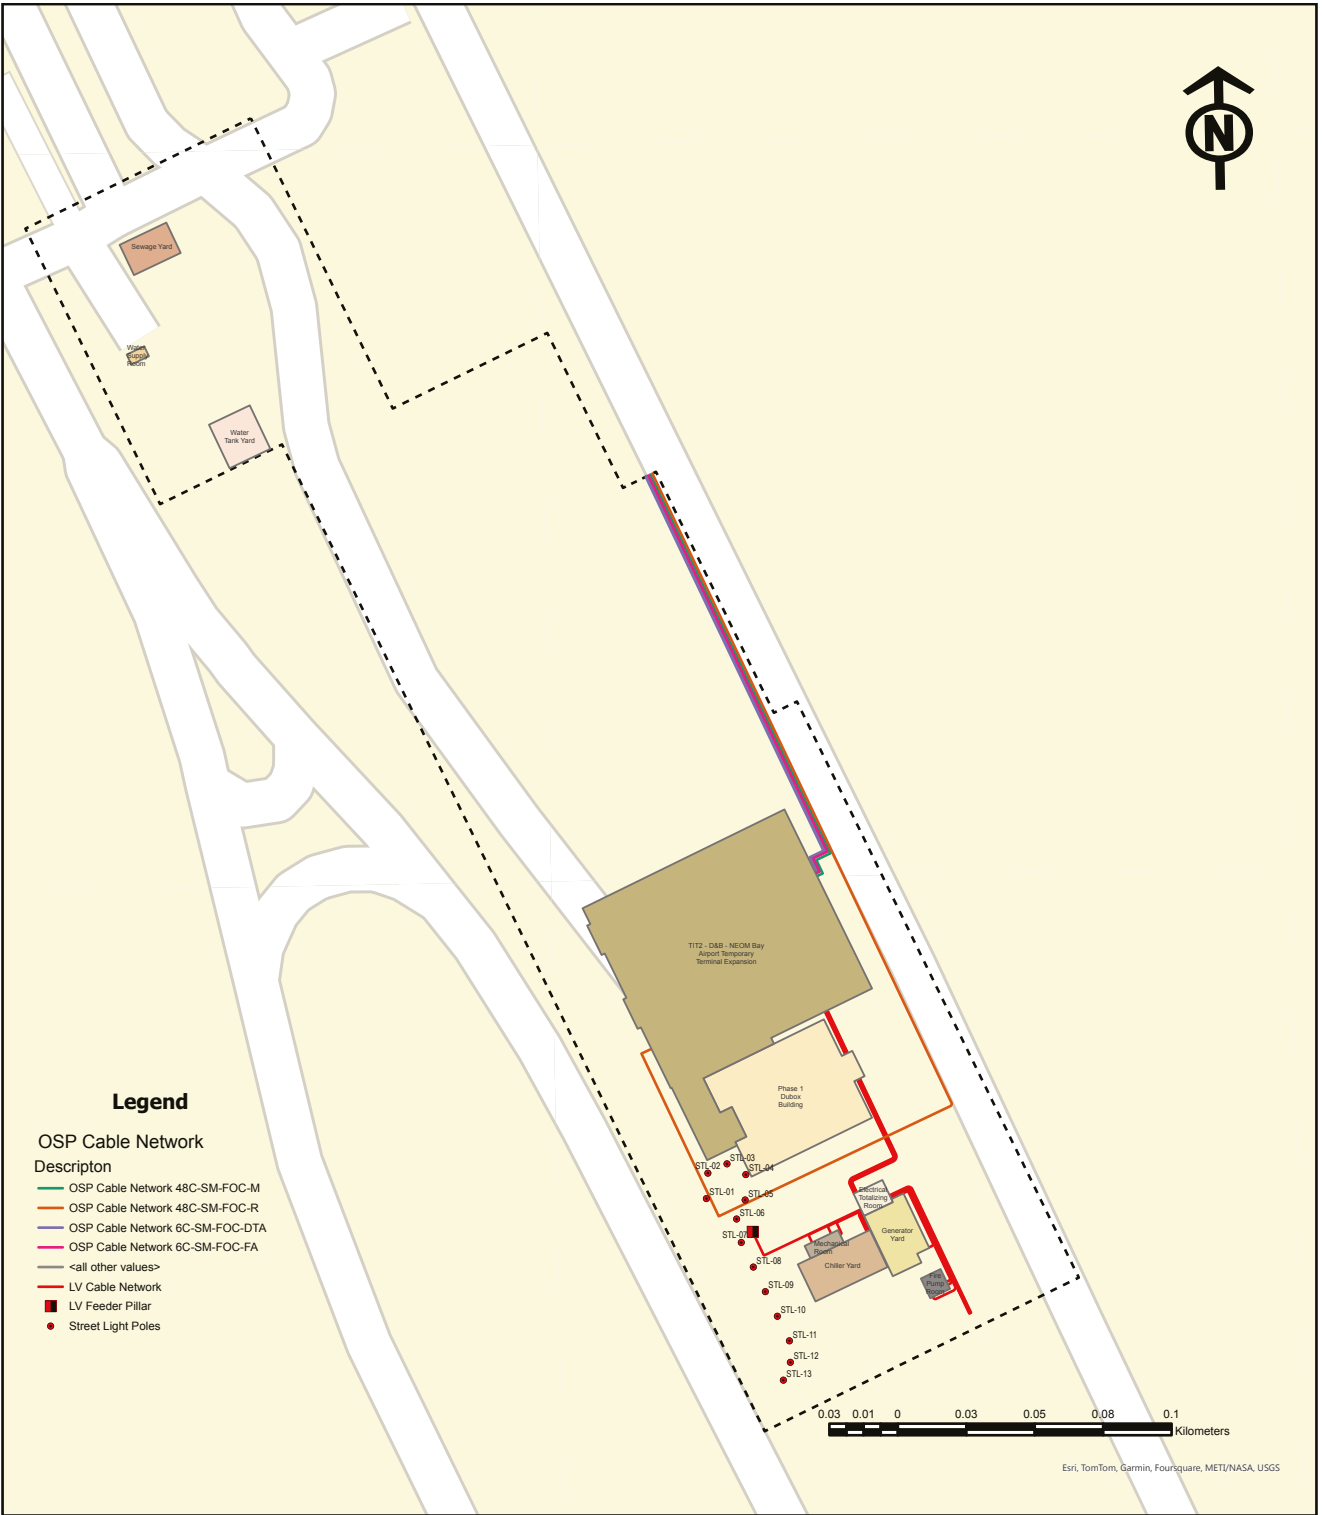 N
Sewage Yard
Water
Supply
Room
Water
Tank Yard
TIT2 - D&B - NEOM Bay
Airport Temporary
Terminal Expansion
Phase 1
Dubox
Building
STL-03
STL-02
STL-04
STL-01
STL-05
STL-06
STL-07
STL-08
STL-09
STL-10
STL-11
STL-12
STL-13
Electrical
Totalizing
Room
Generator
Yard
Mechanical
Room
Chiller Yard
Fire
Pump
Room
Legend
OSP Cable Network
Descripton
OSP Cable Network 48C-SM-FOC-M
OSP Cable Network 48C-SM-FOC-R
OSP Cable Network 6C-SM-FOC-DTA
OSP Cable Network 6C-SM-FOC-FA
<all other values>
LV Cable Network
LV Feeder Pillar
Street Light Poles
0.03 0.01 0 0.03 0.05 0.08 0.1
Kilometers
Esri, TomTom, Garmin, Foursquare, METI/NASA, USGS